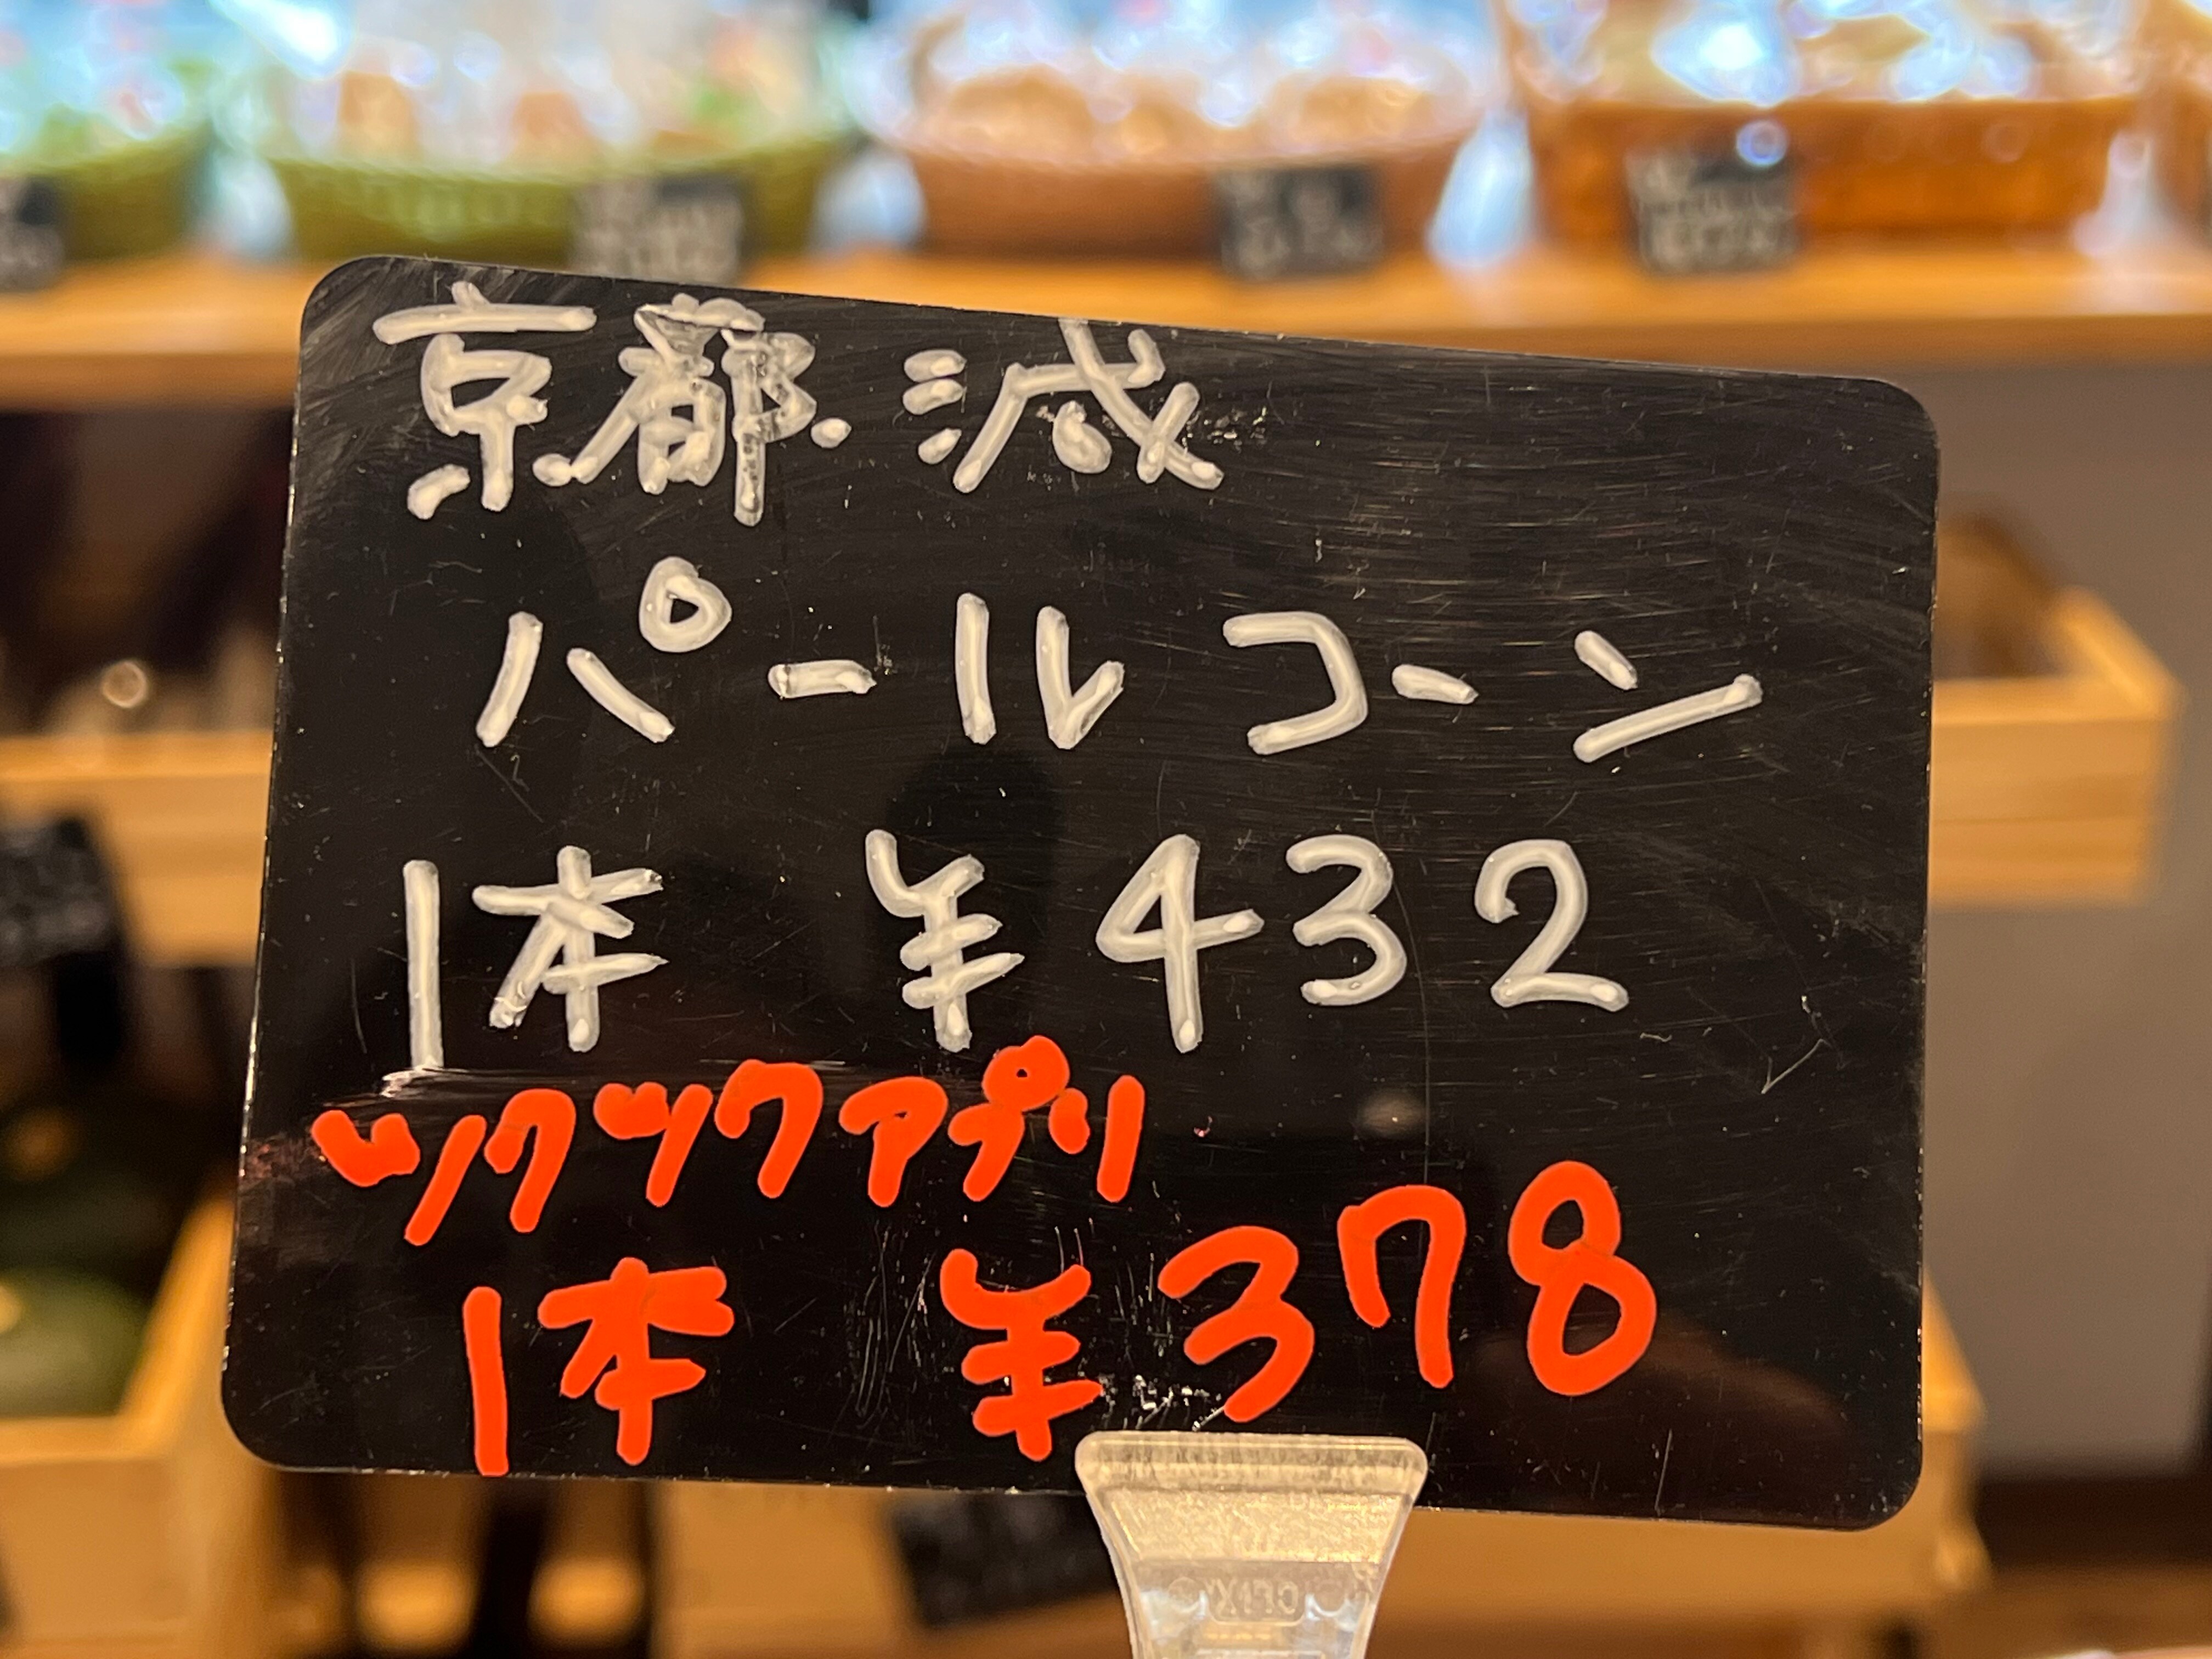 京都.減
パール コーン
1本 ¥432
ツクツクアプリ
1本 ¥378